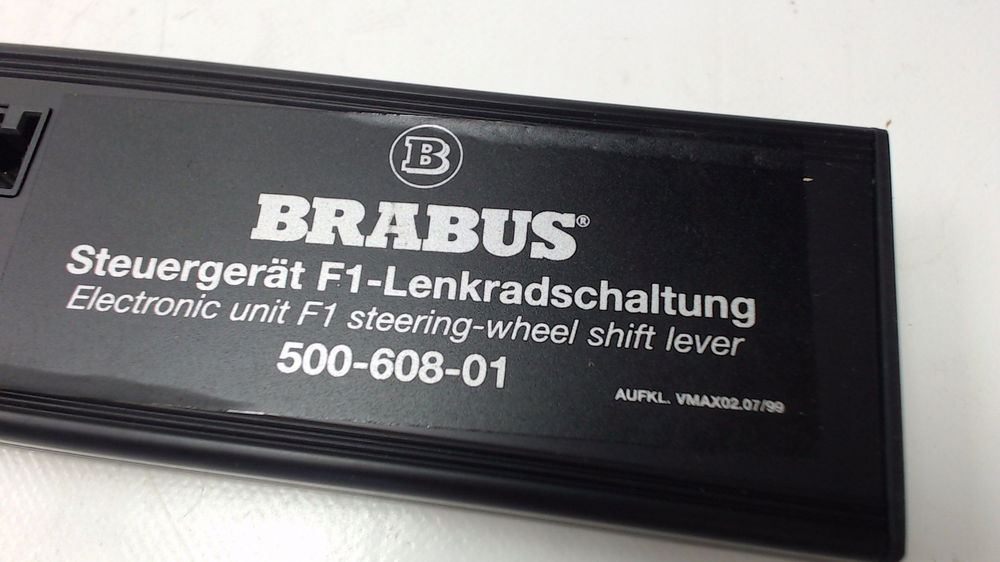 B
BRABUS®
Steuergerät F1-Lenkradschaltung
Electronic unit F1 steering-wheel shift lever
500-608-01
AUFKL. VMAX02.07/99